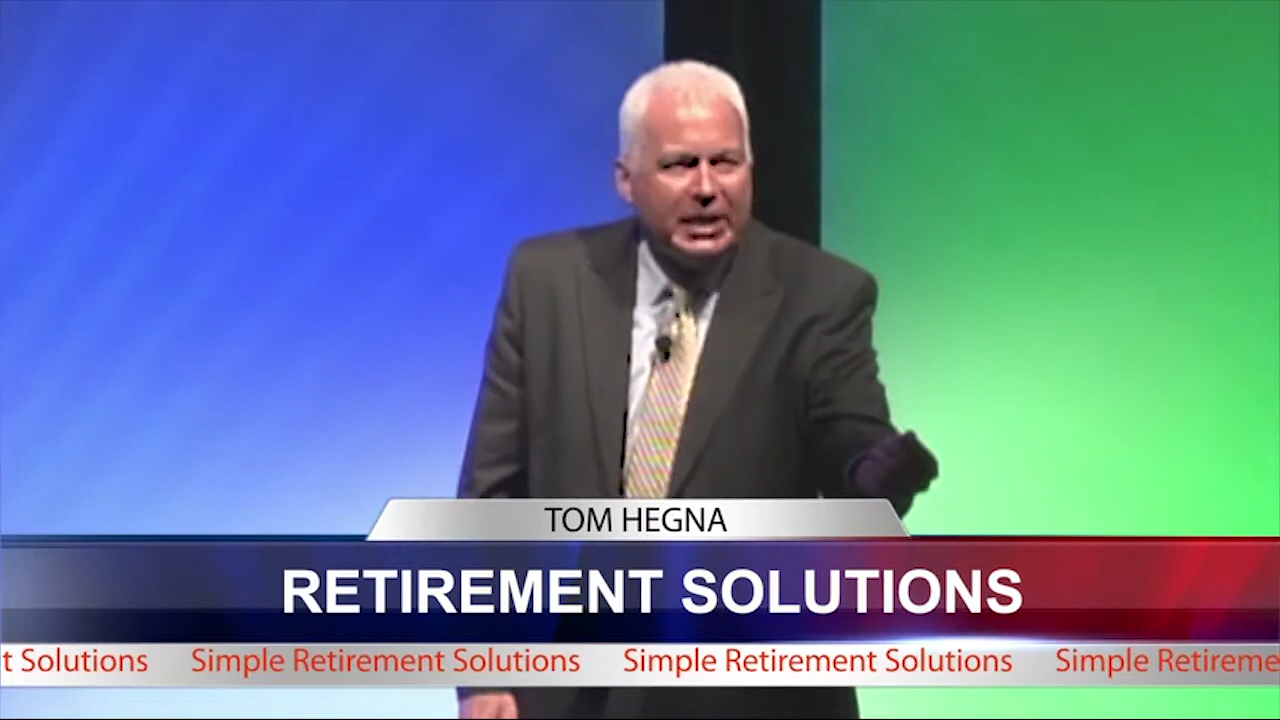 TOM HEGNA
RETIREMENT SOLUTIONS
t Solutions Simple Retirement Solutions Simple Retirement Solutions Simple Retireme